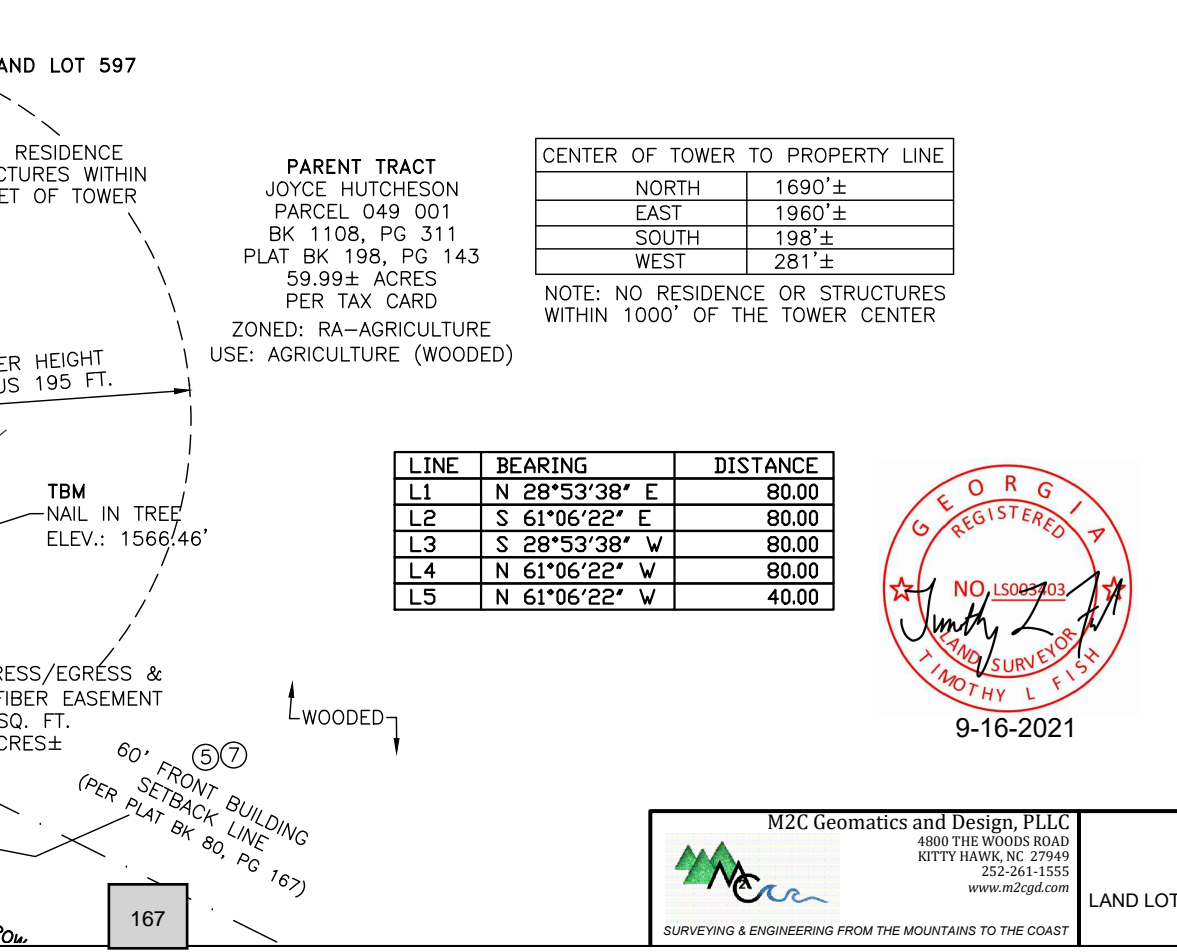 AND LOT 597
RESIDENCE
CTURES WITHIN
ET OF TOWER
PARENT TRACT
JOYCE HUTCHESON
PARCEL 049 001
BK 1108, PG 311
PLAT BK 198, PG 143
59.99± ACRES
PER TAX CARD
ZONED: RA-AGRICULTURE
USE: AGRICULTURE (WOODED)
CENTER OF TOWER TO PROPERTY LINE
NORTH 1690'±
EAST 1960'±
SOUTH 198'±
WEST 281'±
NOTE: NO RESIDENCE OR STRUCTURES
WITHIN 1000' OF THE TOWER CENTER
ER HEIGHT
US 195 FT.
TBM
NAIL IN TREE
ELEV.: 1566.46'
LINE BEARING DISTANCE
L1 N 28°53'38" E 80.00
L2 S 61°06'22" E 80.00
L3 S 28°53'38" W 80.00
L4 N 61°06'22" W 80.00
L5 N 61°06'22" W 40.00
GEORGIA
REGISTERED
NO. LS003403
LAND SURVEYOR
TIMOTHY L FISH
9-16-2021
RESS/EGRESS &
FIBER EASEMENT
SQ. FT.
CRES±
WOODED
5 7
60' FRONT BUILDING
SETBACK LINE
(PER PLAT BK 80, PG 167)
167
M2C Geomatics and Design, PLLC
4800 THE WOODS ROAD
KITTY HAWK, NC 27949
252-261-1555
www.m2cgd.com
M2C
SURVEYING & ENGINEERING FROM THE MOUNTAINS TO THE COAST
LAND LOT